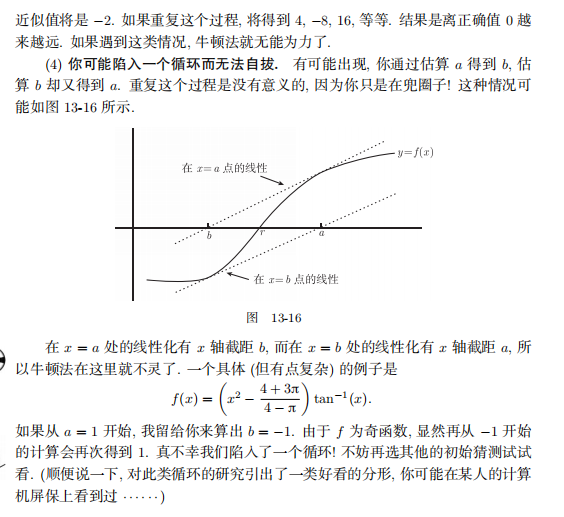 近似值将是 −2. 如果重复这个过程, 将得到 4, −8, 16, 等等. 结果是离正确值 0 越
来越远. 如果遇到这类情况, 牛顿法就无能为力了.
(4) 你可能陷入一个循环而无法自拔. 有可能出现, 你通过估算 a 得到 b, 估
算 b 却又得到 a. 重复这个过程是没有意义的, 因为你只是在兜圈子! 这种情况可
能如图 13-16 所示.
y=f(x)
在 x=a 点的线性
b
r
a
在 x=b 点的线性
图 13-16
在 x = a 处的线性化有 x 轴截距 b, 而在 x = b 处的线性化有 x 轴截距 a, 所
以牛顿法在这里就不灵了. 一个具体 (但有点复杂) 的例子是
f(x) = (x² − (4 + 3π)/(4 − π)) tan⁻¹(x).
如果从 a = 1 开始, 我留给你来算出 b = −1. 由于 f 为奇函数, 显然再从 −1 开始
的计算会再次得到 1. 真不幸我们陷入了一个循环! 不妨再选其他的初始猜测试试
看. (顺便说一下, 对此类循环的研究引出了一类好看的分形, 你可能在某人的计算
机屏保上看到过 ······)